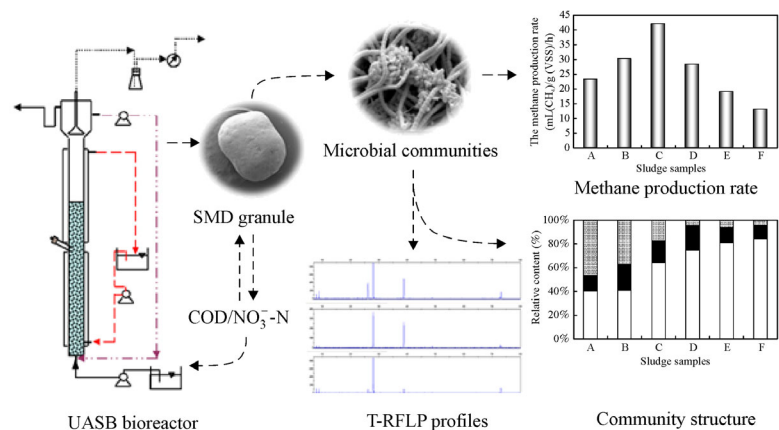 UASB bioreactor
SMD granule
COD/NO₃⁻-N
Microbial communities
T-RFLP profiles
The methane production rate
(mL(CH₄)/g (VSS)/h)
45
40
35
30
25
20
15
10
5
0
A B C D E F
Sludge samples
Methane production rate
Relative content (%)
100%
80%
60%
40%
20%
0%
A B C D E F
Sludge samples
Community structure